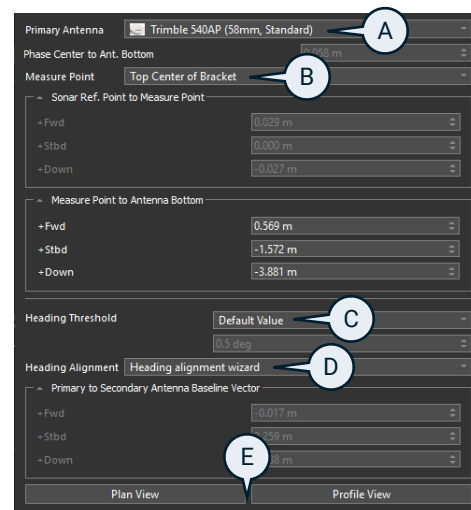 Primary Antenna Trimble 540AP (58mm, Standard) A
Phase Center to Ant. Bottom 0.058 m
Measure Point Top Center of Bracket B
Sonar Ref. Point to Measure Point
+Fwd 0.029 m
+Stbd 0.000 m
+Down -0.027 m
Measure Point to Antenna Bottom
+Fwd 0.569 m
+Stbd -1.572 m
+Down -3.881 m
Heading Threshold Default Value C
0.5 deg
Heading Alignment Heading alignment wizard D
Primary to Secondary Antenna Baseline Vector
+Fwd -0.017 m
+Stbd m
+Down m
E
Plan View Profile View